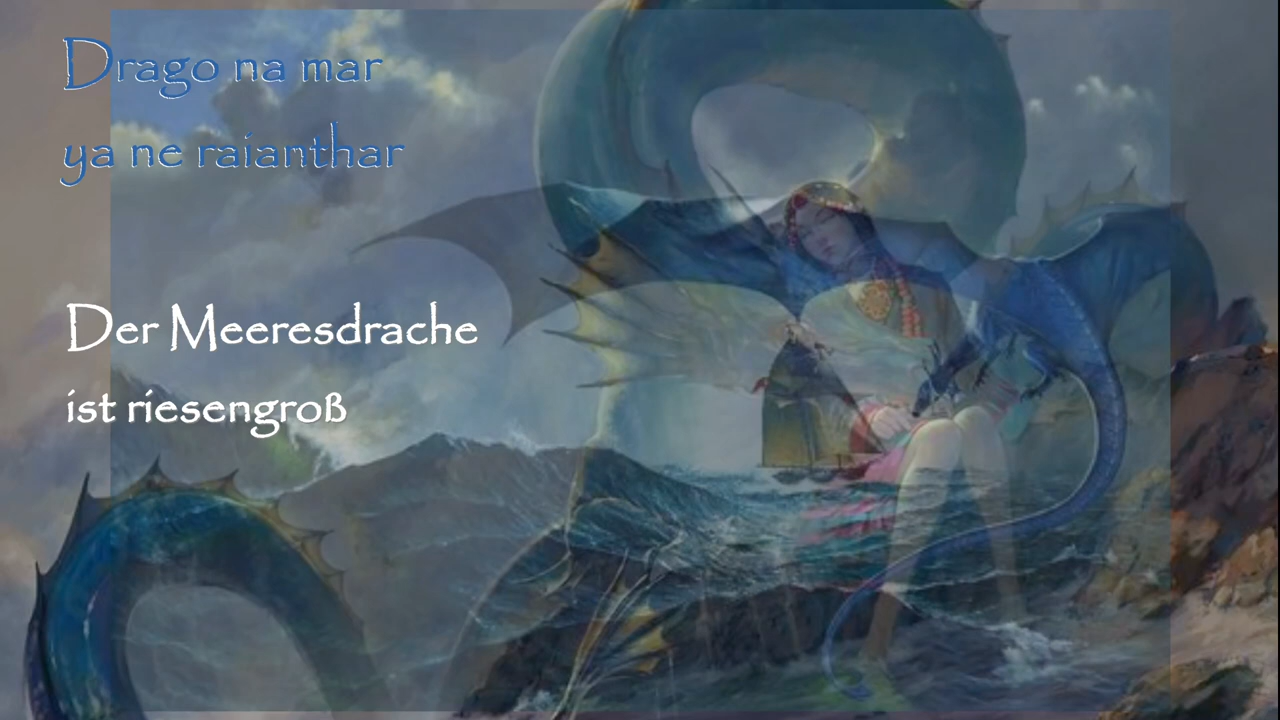 Drago na mar
ya ne raianthar
Der Meeresdrache
ist riesengroß